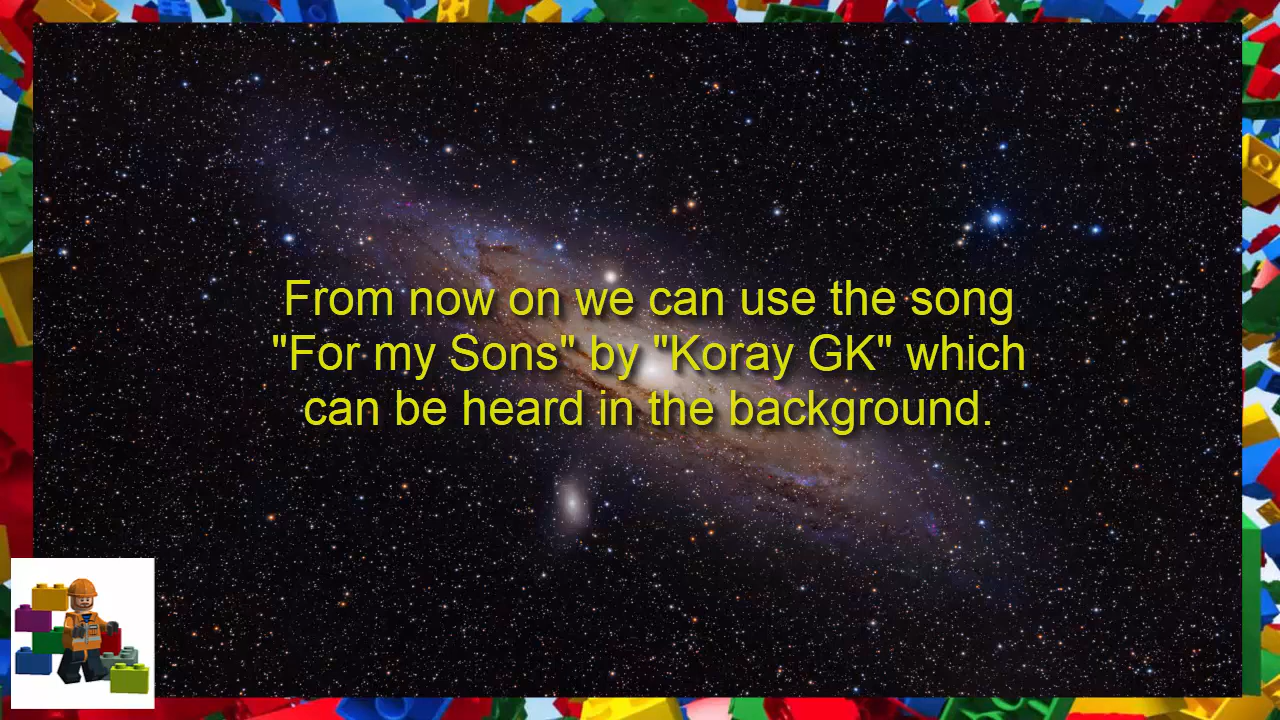 From now on we can use the song
"For my Sons" by "Koray GK" which
can be heard in the background.